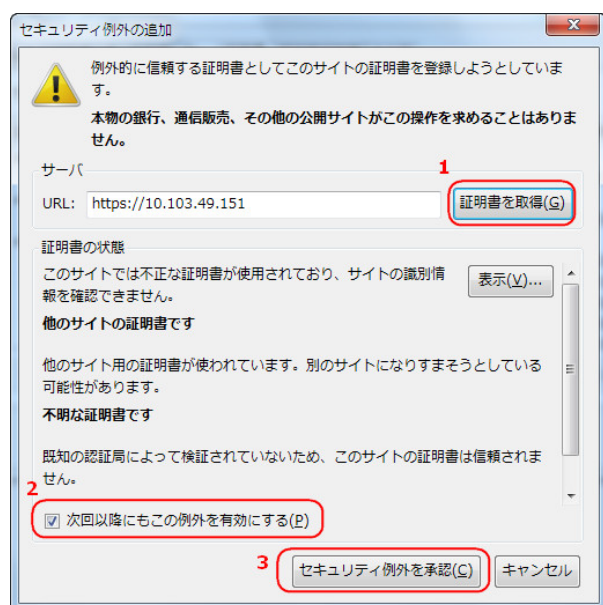 セキュリティ例外の追加
例外的に信頼する証明書としてこのサイトの証明書を登録しようとしていま
す。
本物の銀行、通信販売、その他の公開サイトがこの操作を求めることはありま
せん。
サーバ
1
URL: https://10.103.49.151 証明書を取得(G)
証明書の状態
このサイトでは不正な証明書が使用されており、サイトの識別情 表示(V)...
報を確認できません。
他のサイトの証明書です
他のサイト用の証明書が使われています。別のサイトになりすまそうとしている
可能性があります。
不明な証明書です
既知の認証局によって検証されていないため、このサイトの証明書は信頼されま
せん。
2
次回以降にもこの例外を有効にする(P)
3 セキュリティ例外を承認(C) キャンセル